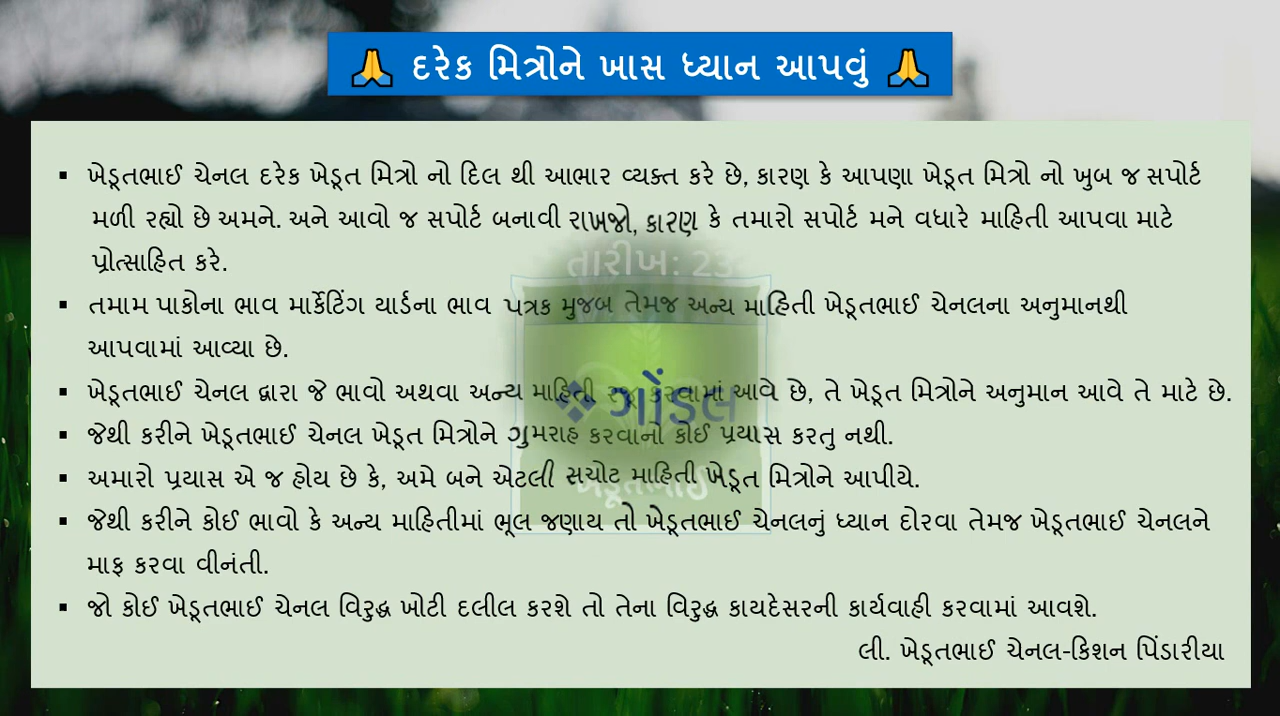 🙏 દરેક મિત્રોને ખાસ ધ્યાન આપવું 🙏
▪ ખેડૂતભાઈ ચેનલ દરેક ખેડૂત મિત્રો નો દિલ થી આભાર વ્યક્ત કરે છે, કારણ કે આપણા ખેડૂત મિત્રો નો ખુબ જ સપોર્ટ
મળી રહ્યો છે અમને. અને આવો જ સપોર્ટ બનાવી રાખજો, કારણ કે તમારો સપોર્ટ મને વધારે માહિતી આપવા માટે
તારીખ: 23
પ્રોત્સાહિત કરે.
▪ તમામ પાકોના ભાવ માર્કેટિંગ યાર્ડના ભાવ પત્રક મુજબ તેમજ અન્ય માહિતી ખેડૂતભાઈ ચેનલના અનુમાનથી
આપવામાં આવ્યા છે.
▪ ખેડૂતભાઈ ચેનલ દ્વારા જે ભાવો અથવા અન્ય માહિતી રજૂ કરવામાં આવે છે, તે ખેડૂત મિત્રોને અનુમાન આવે તે માટે છે.
❖ ગોંડલ
▪ જેથી કરીને ખેડૂતભાઈ ચેનલ ખેડૂત મિત્રોને ગુમરાહ કરવાનો કોઈ પ્રયાસ કરતુ નથી.
▪ અમારો પ્રયાસ એ જ હોય છે કે, અમે બને એટલી સચોટ માહિતી ખેડૂત મિત્રોને આપીયે.
ખેડૂતભાઈ
▪ જેથી કરીને કોઈ ભાવો કે અન્ય માહિતીમાં ભૂલ જણાય તો ખેડૂતભાઈ ચેનલનું ધ્યાન દોરવા તેમજ ખેડૂતભાઈ ચેનલને
માફ કરવા વીનંતી.
▪ જો કોઈ ખેડૂતભાઈ ચેનલ વિરુદ્ધ ખોટી દલીલ કરશે તો તેના વિરુદ્ધ કાયદેસરની કાર્યવાહી કરવામાં આવશે.
લી. ખેડૂતભાઈ ચેનલ-કિશન પિંડારીયા